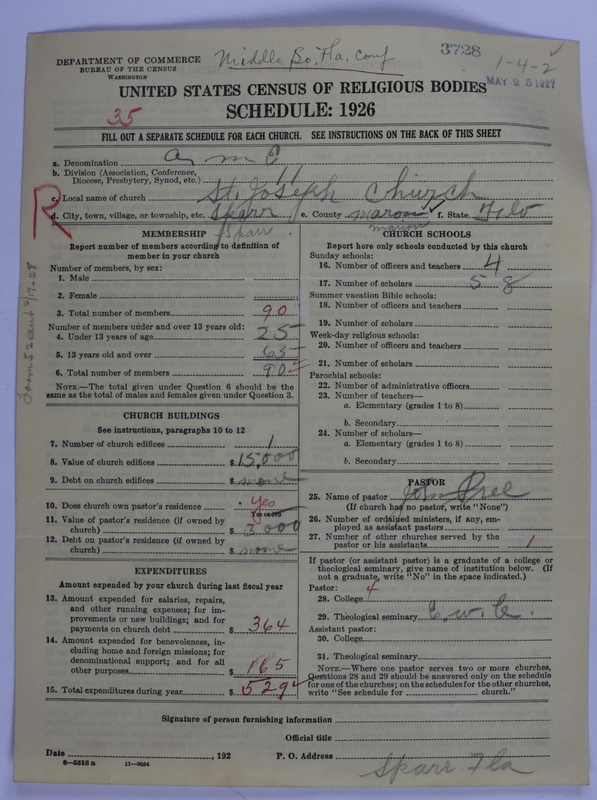 DEPARTMENT OF COMMERCE
BUREAU OF THE CENSUS
WASHINGTON
Middle Fla. Conf
3728
1-4-2
MAY 25 1927
UNITED STATES CENSUS OF RELIGIOUS BODIES
SCHEDULE: 1926
35
FILL OUT A SEPARATE SCHEDULE FOR EACH CHURCH. SEE INSTRUCTIONS ON THE BACK OF THIS SHEET
a. Denomination A M E
b. Division (Association, Conference,
Diocese, Presbytery, Synod, etc.) "
R
c. Local name of church St. Joseph Church
d. City, town, village, or township, etc. Sparr e. County Marion f. State Fla
Sparr
Marion
MEMBERSHIP
Report number of members according to definition of
member in your church
Number of members, by sex:
1. Male
2. Female
3. Total number of members 90
Number of members under and over 13 years old:
4. Under 13 years of age 25
5. 13 years old and over 65
6. Total number of members 90
NOTE.—The total given under Question 6 should be
the same as the total of males and females given under Question 3.
CHURCH BUILDINGS
See instructions, paragraphs 10 to 12
7. Number of church edifices 1
8. Value of church edifices $15,000
9. Debt on church edifices $ none
10. Does church own pastor's residence Yes
Yes or No
11. Value of pastor's residence (if owned by
church) $3000
12. Debt on pastor's residence (if owned by
church) $ none
EXPENDITURES
Amount expended by your church during last fiscal year
13. Amount expended for salaries, repairs,
and other running expenses; for im-
provements or new buildings; and for
payments on church debt $ 364
14. Amount expended for benevolences, in-
cluding home and foreign missions; for
denominational support; and for all
other purposes 165
15. Total expenditures during year $ 529
CHURCH SCHOOLS
Report here only schools conducted by this church
Sunday schools:
16. Number of officers and teachers 4
17. Number of scholars 58
Summer vacation Bible schools:
18. Number of officers and teachers
19. Number of scholars
Week-day religious schools:
20. Number of officers and teachers
21. Number of scholars
Parochial schools:
22. Number of administrative officers
23. Number of teachers—
a. Elementary (grades 1 to 8)
b. Secondary
24. Number of scholars—
a. Elementary (grades 1 to 8)
b. Secondary
PASTOR
25. Name of pastor John
(If church has no pastor, write "None")
26. Number of ordained ministers, if any, em-
ployed as assistant pastors
27. Number of other churches served by the
pastor or his assistants 1
If pastor (or assistant pastor) is a graduate of a college or
theological seminary, give name of institution below. (If
not a graduate, write "No" in the space indicated.)
Pastor: 4
28. College
29. Theological seminary E. W. C.
Assistant pastor:
30. College
31. Theological seminary
NOTE.—Where one pastor serves two or more churches,
Questions 28 and 29 should be answered only on the schedule
for one of the churches; on the schedules for the other churches,
write "See schedule for church."
Signature of person furnishing information
Official title
Date , 192 P. O. Address
Sparr Fla
8-5518 a 11-9034